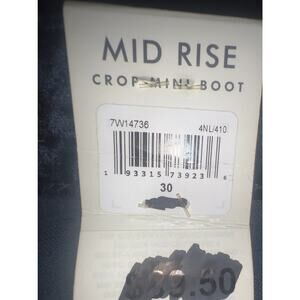 MID RISE
CROP MINI BOOT
7W14736 4NL/410
1 93315 73923 6
30